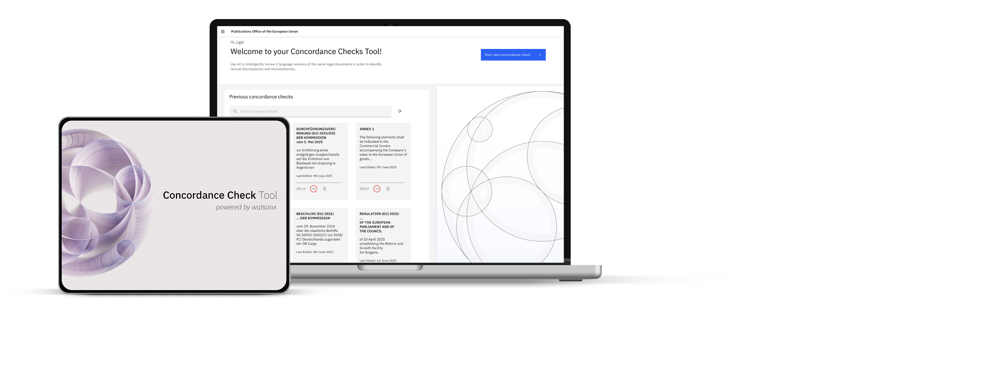 Publications Office of the European Union
Hi, Liga!
Welcome to your Concordance Checks Tool!
Start new concordance check +
Use AI to intelligently review 2 language versions of the same legal documents in order to identify
factual discrepancies and inconsistencies.
Previous concordance checks
Search previous checks
DURCHFÜHRUNGSVERO
RDNUNG (EU) 2025/835
DER KOMMISSION
vom 5. Mai 2025
zur Einführung eines
endgültigen Ausgleichszolls
auf die Einfuhren von
Biodiesel mit Ursprung in
Argentinien
Last Edited: 9th July 2025
DE/LV 98
ANNEX 1
The following elements shall
be indicated in the
Commercial Invoice
accompanying the Company's
sales to the European Union of
goods...
Last Edited: 9th June 2025
EN/LV 78
BESCHLUSS (EU) 2025/
... DER KOMMISSION
vom 29. November 2024
über die staatliche Beihilfe
SA.50952 (2022/C) (ex 2018/
FC) Deutschlands zugunsten
der DB Cargo
Last Edited: 4th June 2025
REGULATION (EU) 2025/
...
OF THE EUROPEAN
PARLIAMENT AND OF
THE COUNCIL
of 10 April 2025
establishing the Reform and
Growth Facility
for Bulgaria.
Last Edited: 1st June 2025
Concordance Check Tool
powered by watsonx